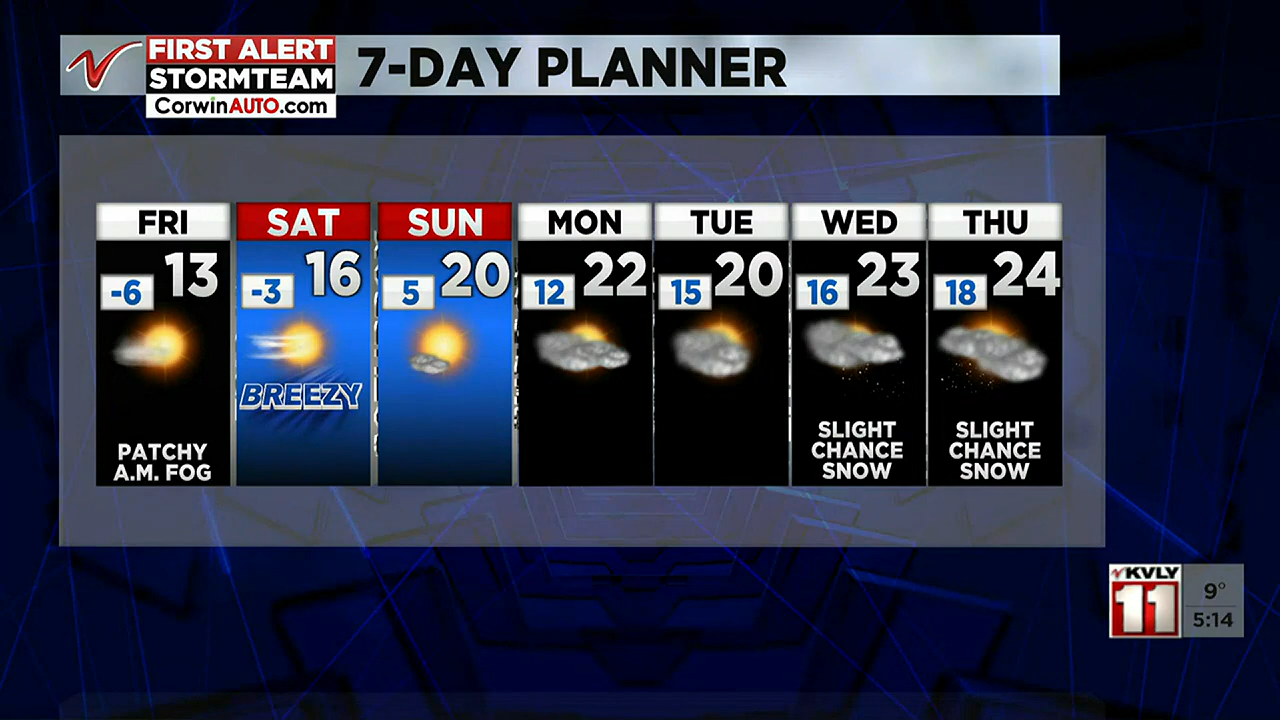 FIRST ALERT
STORMTEAM
CorwinAUTO.com
7-DAY PLANNER
FRI SAT SUN MON TUE WED THU
-6 13 -3 16 5 20 12 22 15 20 16 23 18 24
BREEZY
PATCHY
A.M. FOG
SLIGHT
CHANCE
SNOW
SLIGHT
CHANCE
SNOW
KVLY
11
9°
5:14